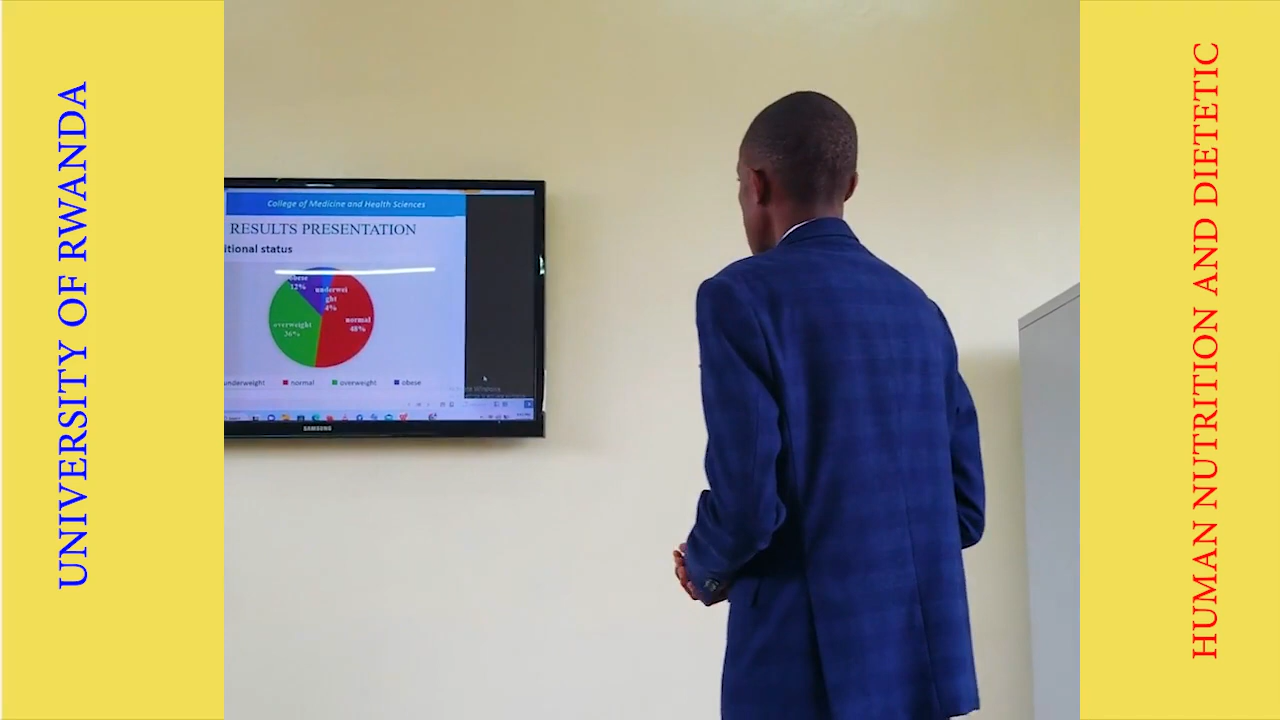 UNIVERSITY OF RWANDA
College of Medicine and Health Sciences
RESULTS PRESENTATION
itional status
obese
12%
underwei
ght
4%
normal
48%
overweight
36%
underweight
normal
overweight
obese
SAMSUNG
HUMAN NUTRITION AND DIETETIC